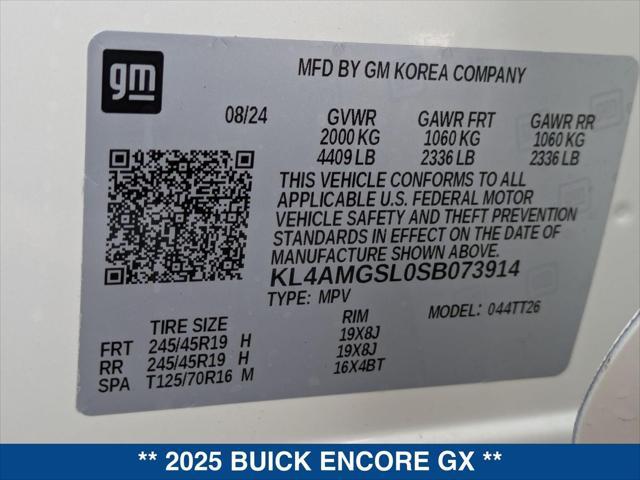 gm
MFD BY GM KOREA COMPANY
08/24 GVWR GAWR FRT GAWR RR
2000 KG 1060 KG 1060 KG
4409 LB 2336 LB 2336 LB
THIS VEHICLE CONFORMS TO ALL
APPLICABLE U.S. FEDERAL MOTOR
VEHICLE SAFETY AND THEFT PREVENTION
STANDARDS IN EFFECT ON THE DATE OF
MANUFACTURE SHOWN ABOVE.
KL4AMGSL0SB073914
TYPE: MPV MODEL: 044TT26
TIRE SIZE RIM
FRT 245/45R19 H 19X8J
RR 245/45R19 H 19X8J
SPA T125/70R16 M 16X4BT
** 2025 BUICK ENCORE GX **